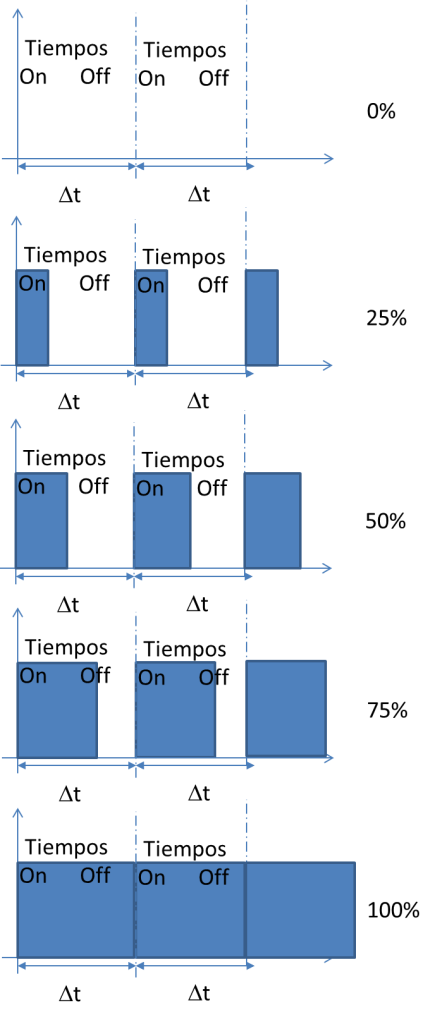 Tiempos Tiempos
On Off On Off
0%
Δt Δt
Tiempos Tiempos
On Off On Off
25%
Δt Δt
Tiempos Tiempos
On Off On Off
50%
Δt Δt
Tiempos Tiempos
On Off On Off
75%
Δt Δt
Tiempos Tiempos
On Off On Off
100%
Δt Δt